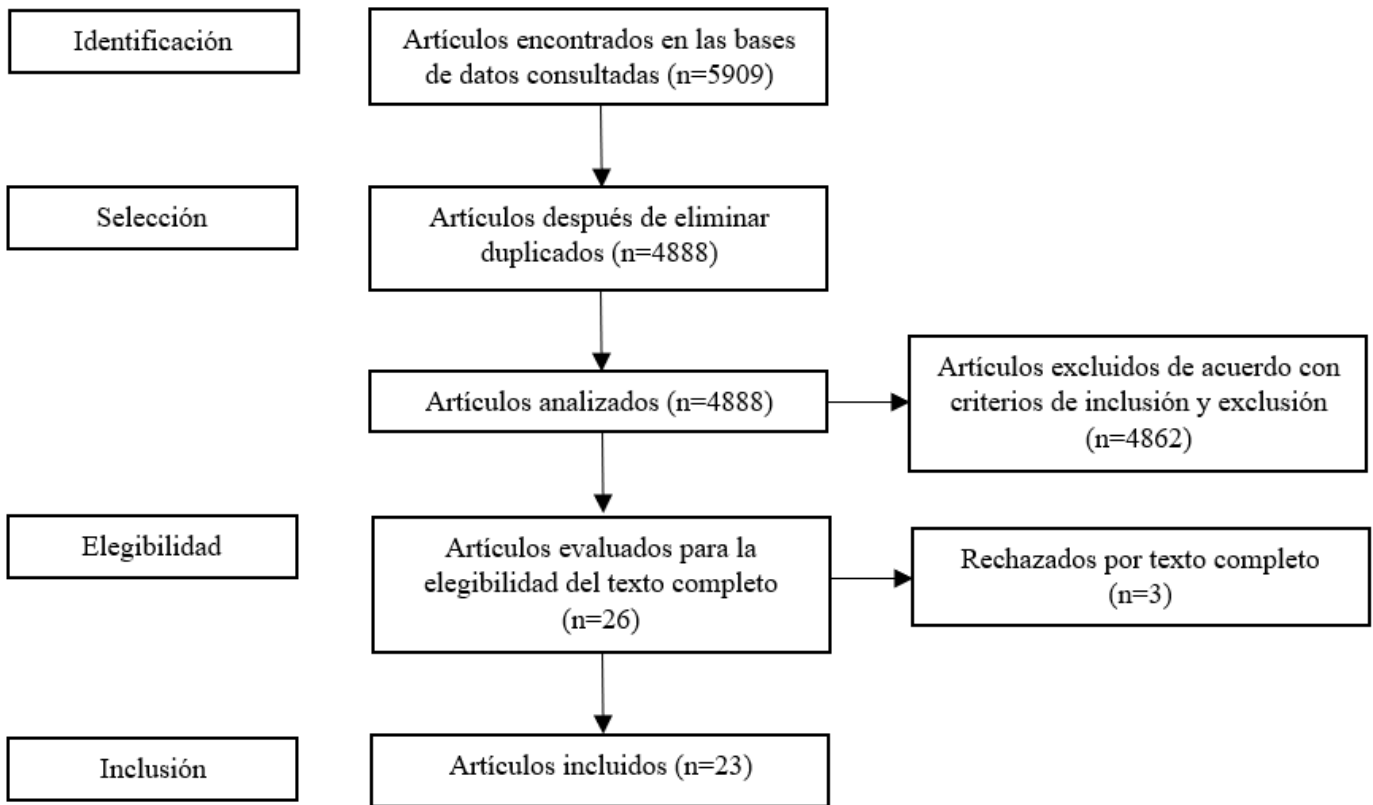 Identificación
Artículos encontrados en las bases
de datos consultadas (n=5909)
Selección
Artículos después de eliminar
duplicados (n=4888)
Artículos analizados (n=4888)
Artículos excluidos de acuerdo con
criterios de inclusión y exclusión
(n=4862)
Elegibilidad
Artículos evaluados para la
elegibilidad del texto completo
(n=26)
Rechazados por texto completo
(n=3)
Inclusión
Artículos incluidos (n=23)